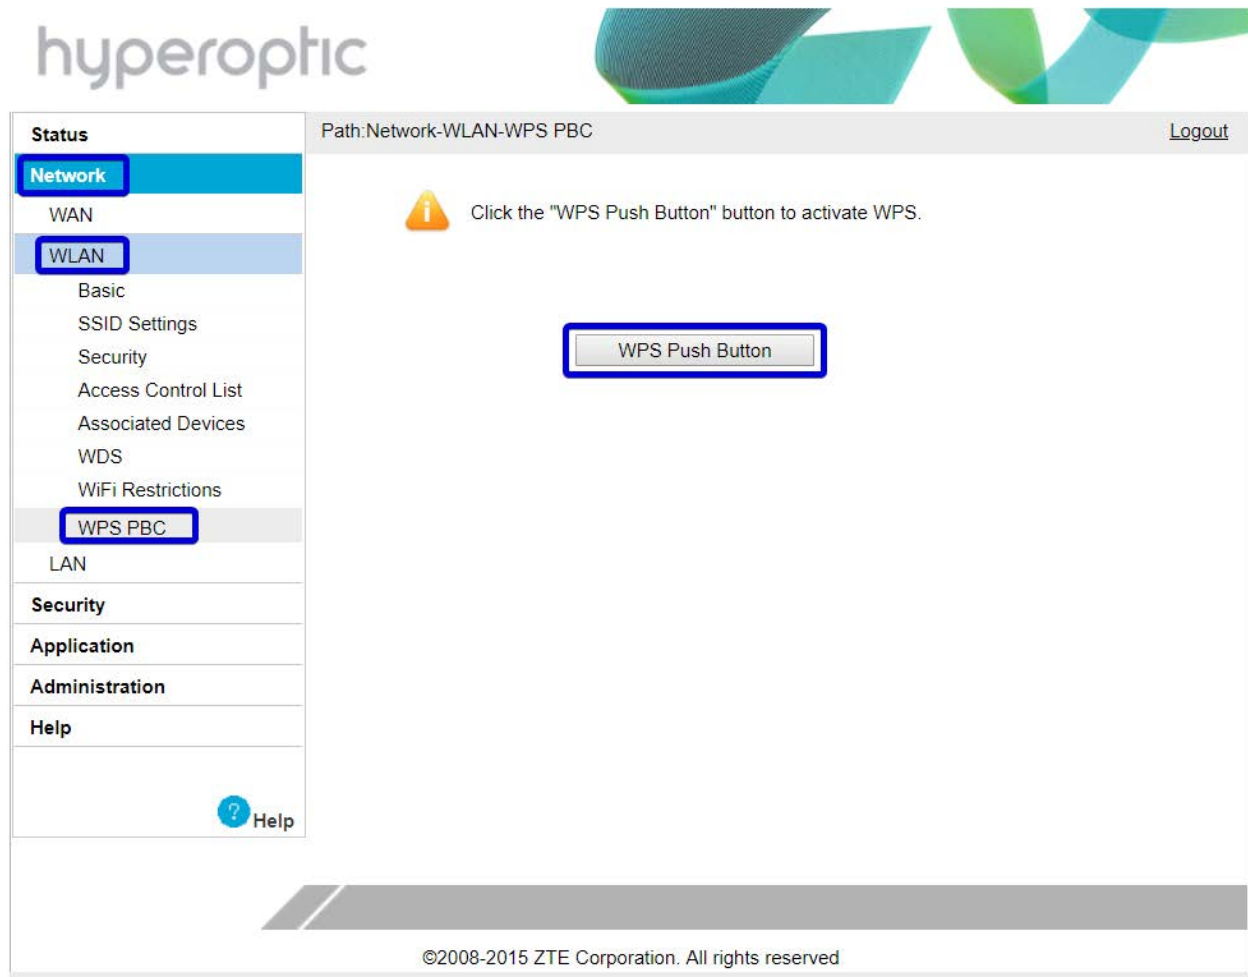 hyperoptic
Status
Path:Network-WLAN-WPS PBC
Logout
Network
WAN
Click the "WPS Push Button" button to activate WPS.
WLAN
Basic
SSID Settings
WPS Push Button
Security
Access Control List
Associated Devices
WDS
WiFi Restrictions
WPS PBC
LAN
Security
Application
Administration
Help
? Help
©2008-2015 ZTE Corporation. All rights reserved